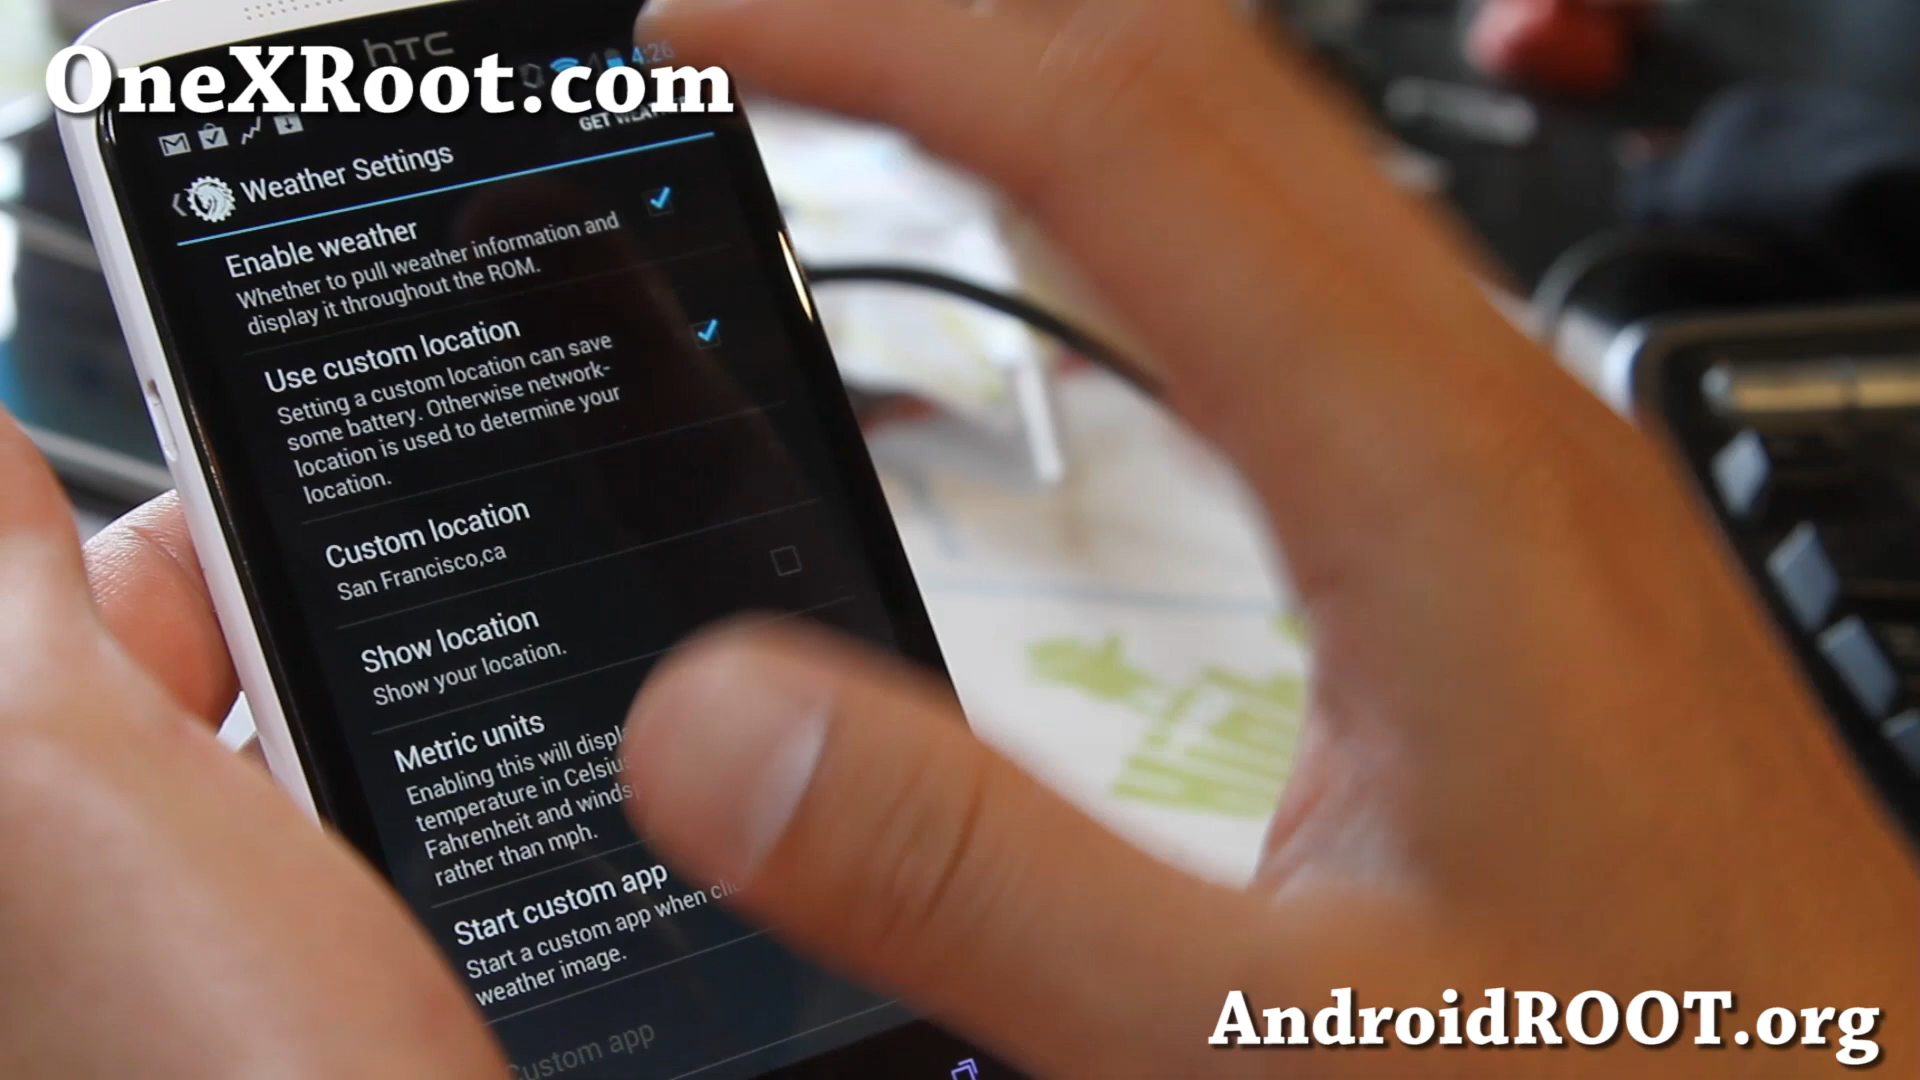 hTC
4:26
OneXRoot.com
GET WEATHER
Weather Settings
Enable weather
Whether to pull weather information and
display it throughout the ROM.
Use custom location
Setting a custom location can save
some battery. Otherwise network-
location is used to determine your
location.
Custom location
San Francisco,ca
Show location
Show your location.
Metric units
Enabling this will displ
temperature in Celsiu
Fahrenheit and winds
rather than mph.
Start custom app
Start a custom app when cli
weather image.
Custom app
AndroidROOT.org